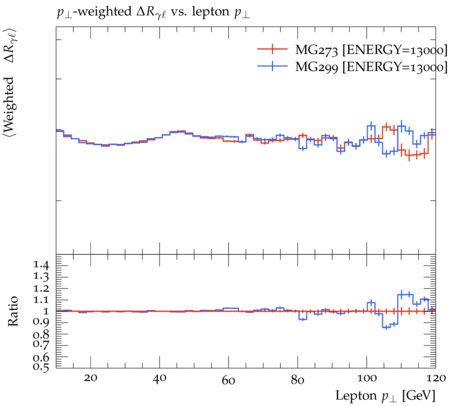 p⊥-weighted ΔRγℓ vs. lepton p⊥
⟨Weighted ΔRγℓ⟩
MG273 [ENERGY=13000]
MG299 [ENERGY=13000]
Ratio
1.4
1.3
1.2
1.1
1
0.9
0.8
0.7
0.6
0.5
20 40 60 80 100 120
Lepton p⊥ [GeV]